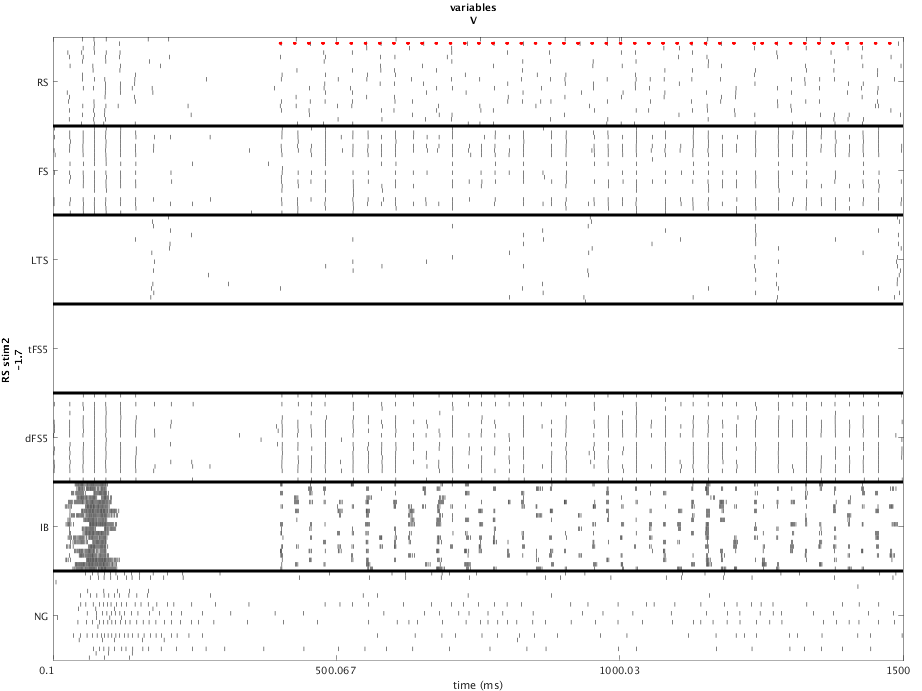 variables
V
RS
FS
LTS
RS stim2
-1.7
tFS5
dFS5
IB
NG
0.1
500.067
1000.03
1500
time (ms)